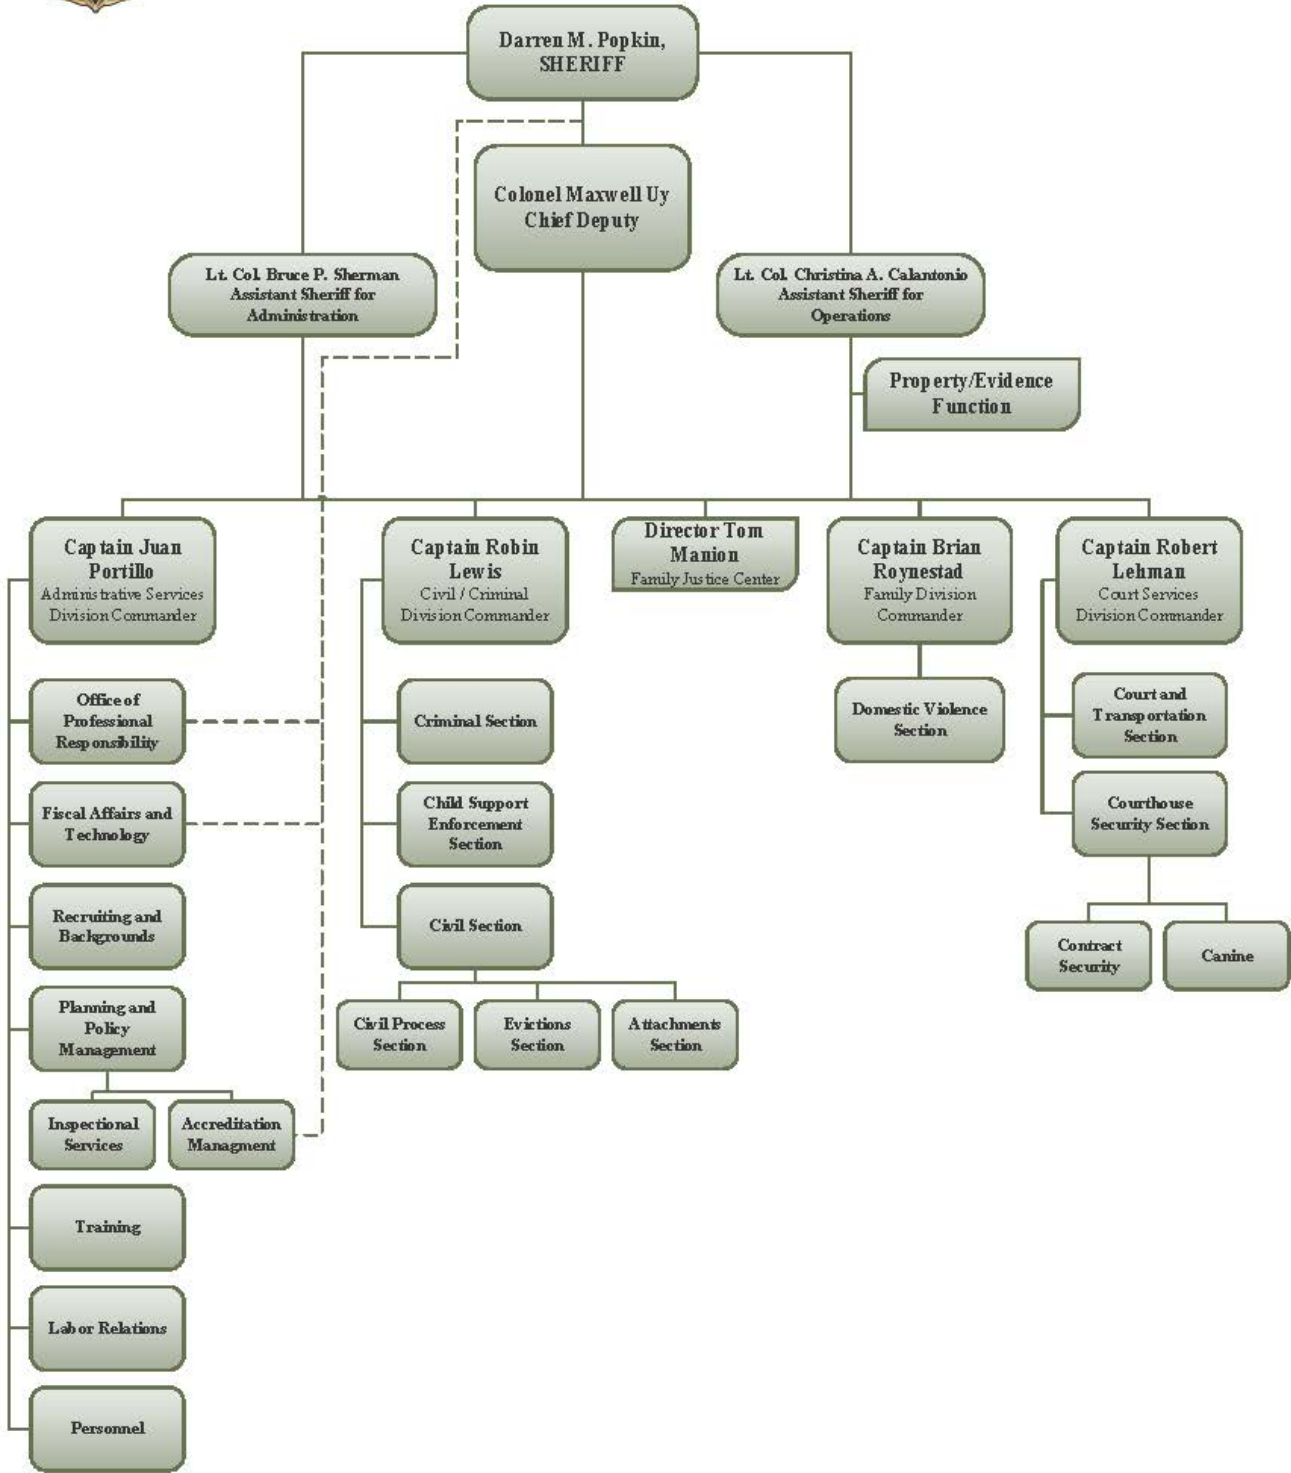 Darren M. Popkin,
SHERIFF
Colonel Maxwell Uy
Chief Deputy
Lt. Col. Bruce P. Sherman
Assistant Sheriff for
Administration
Lt. Col. Christina A. Calantonio
Assistant Sheriff for
Operations
Property/Evidence
Function
Captain Juan
Portillo
Administrative Services
Division Commander
Captain Robin
Lewis
Civil / Criminal
Division Commander
Director Tom
Manion
Family Justice Center
Captain Brian
Roynestad
Family Division
Commander
Captain Robert
Lehman
Court Services
Division Commander
Office of
Professional
Responsibility
Fiscal Affairs and
Technology
Recruiting and
Backgrounds
Planning and
Policy
Management
Inspectional
Services
Accreditation
Managment
Training
Labor Relations
Personnel
Criminal Section
Child Support
Enforcement
Section
Civil Section
Civil Process
Section
Evictions
Section
Attachments
Section
Domestic Violence
Section
Court and
Transportation
Section
Courthouse
Security Section
Contract
Security
Canine